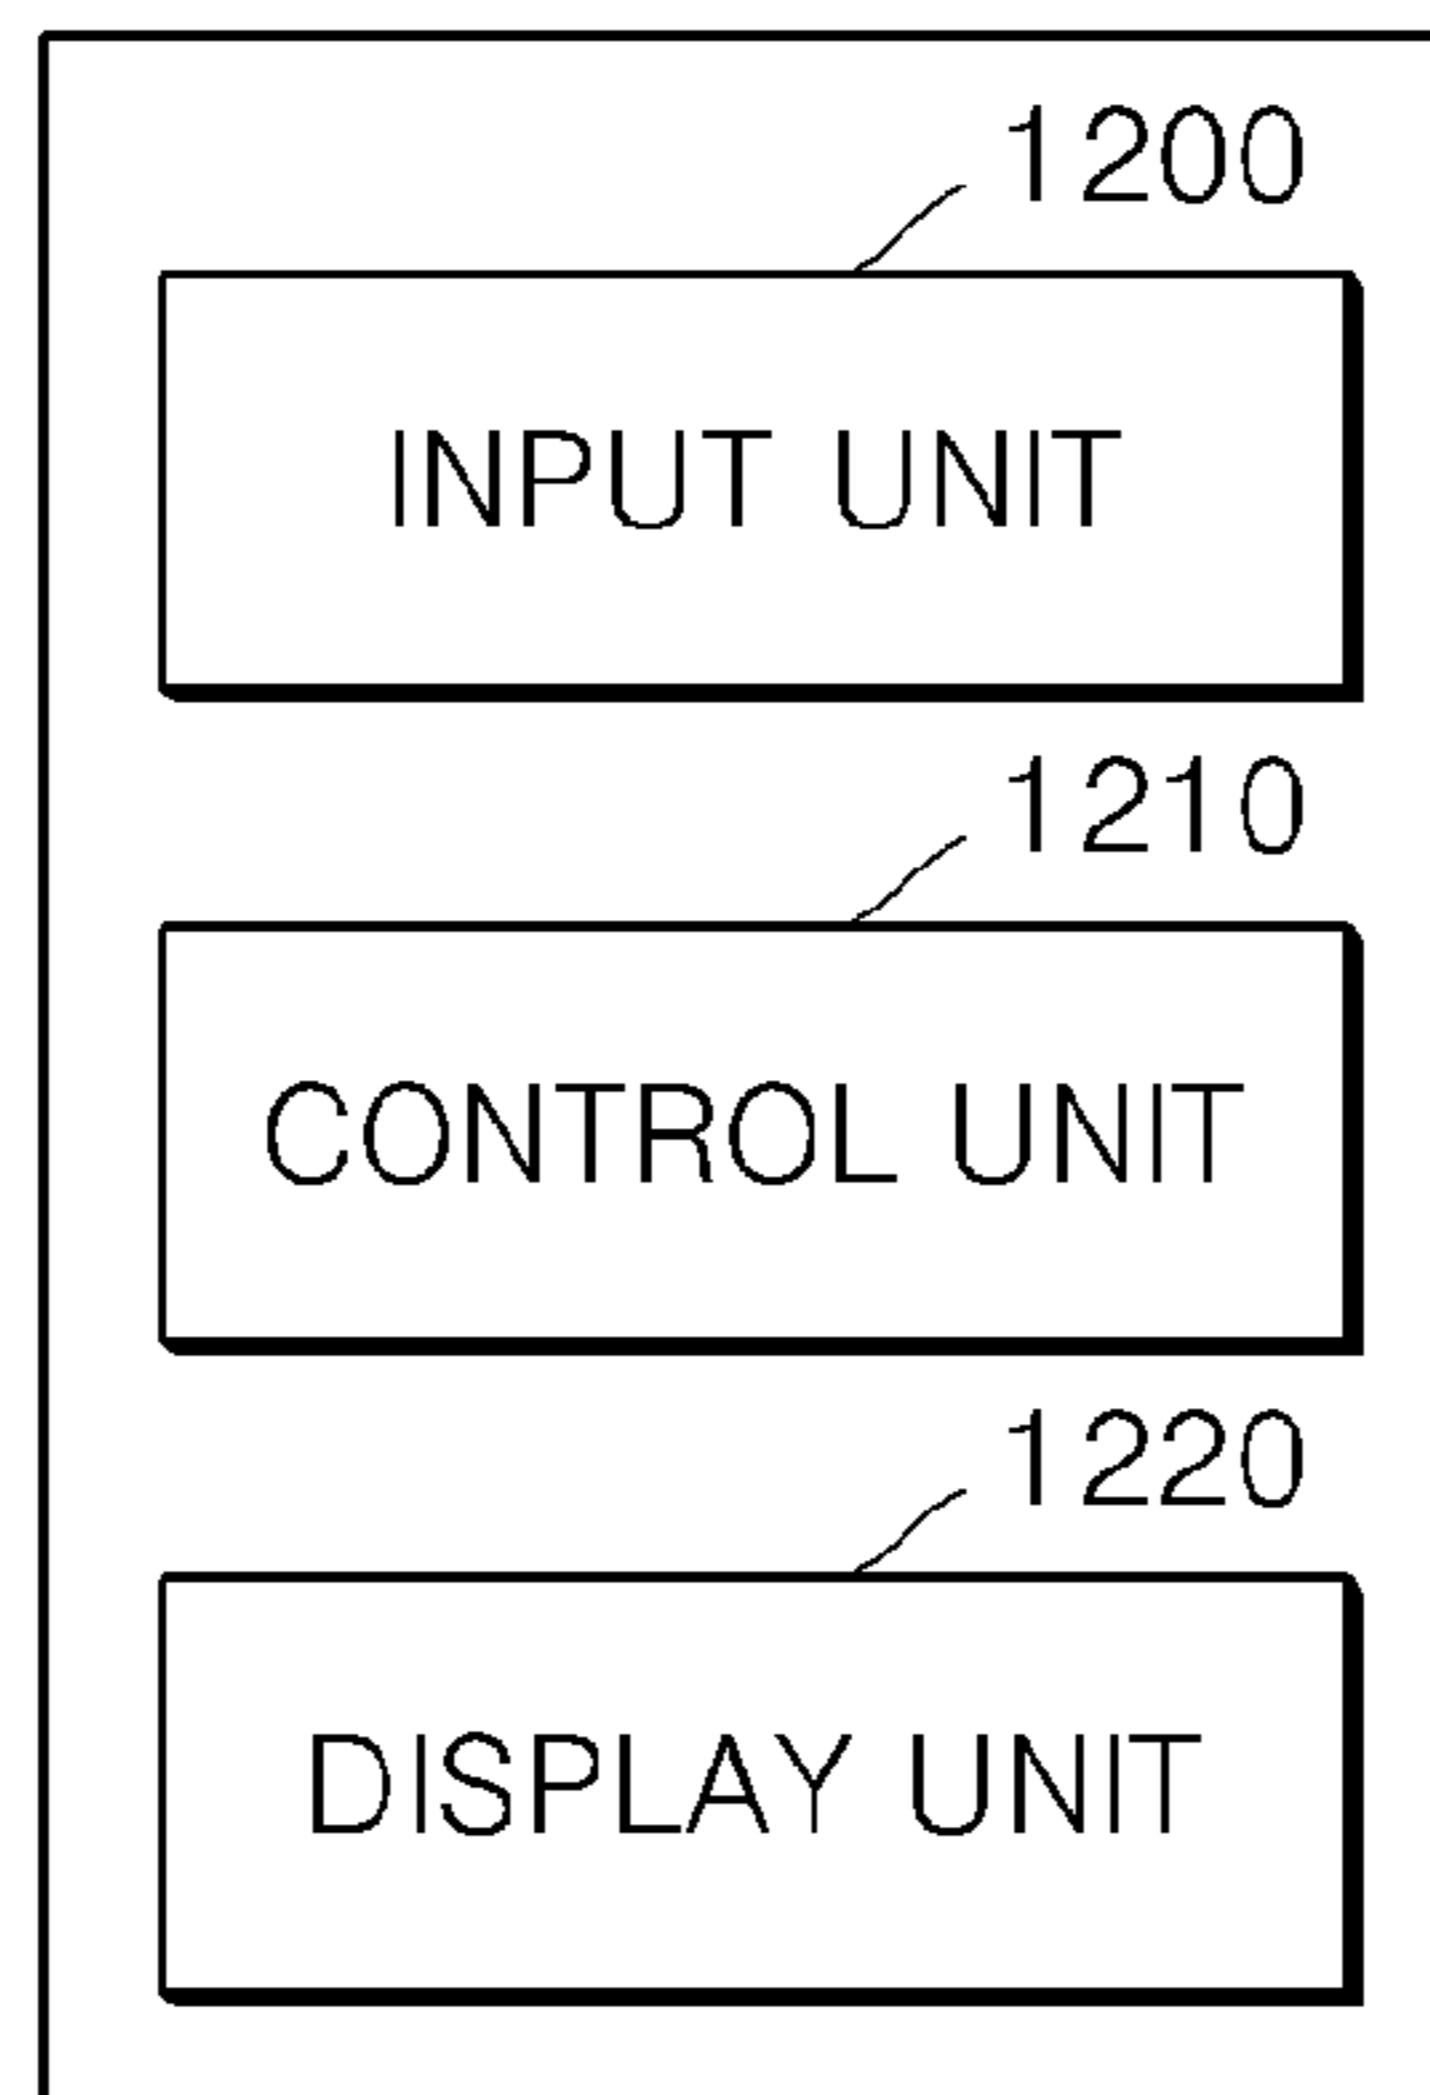 1200
INPUT UNIT
1210
CONTROL UNIT
1220
DISPLAY UNIT